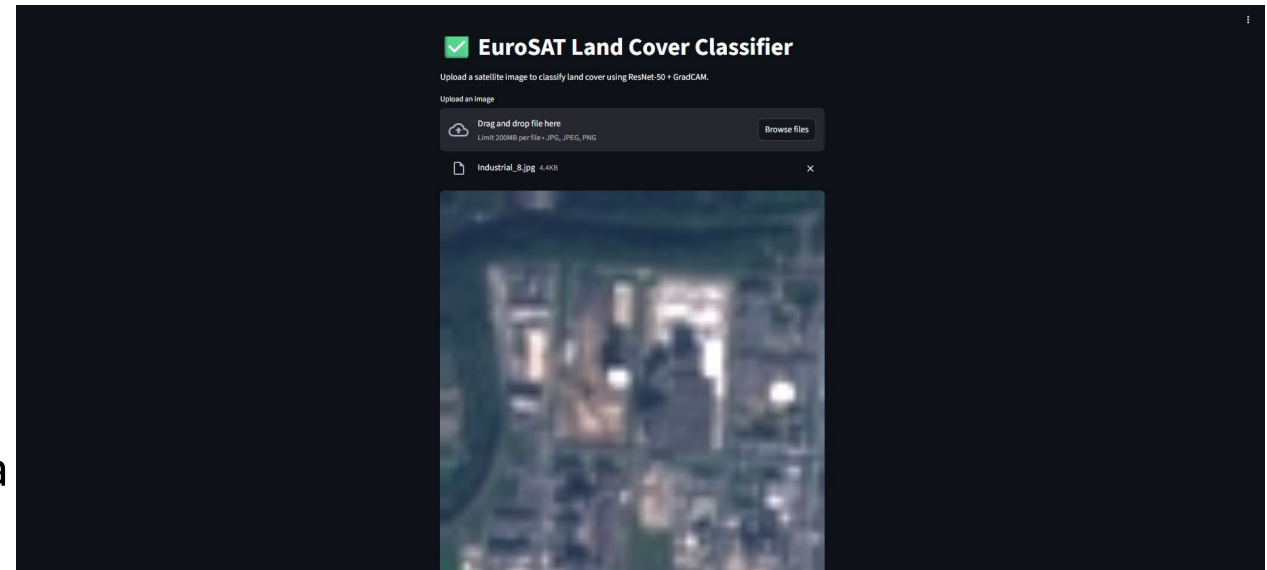 ✅ EuroSAT Land Cover Classifier
Upload a satellite image to classify land cover using ResNet-50 + GradCAM.
Upload an image
Drag and drop file here
Limit 200MB per file • JPG, JPEG, PNG
Browse files
Industrial_8.jpg 4.4KB
a